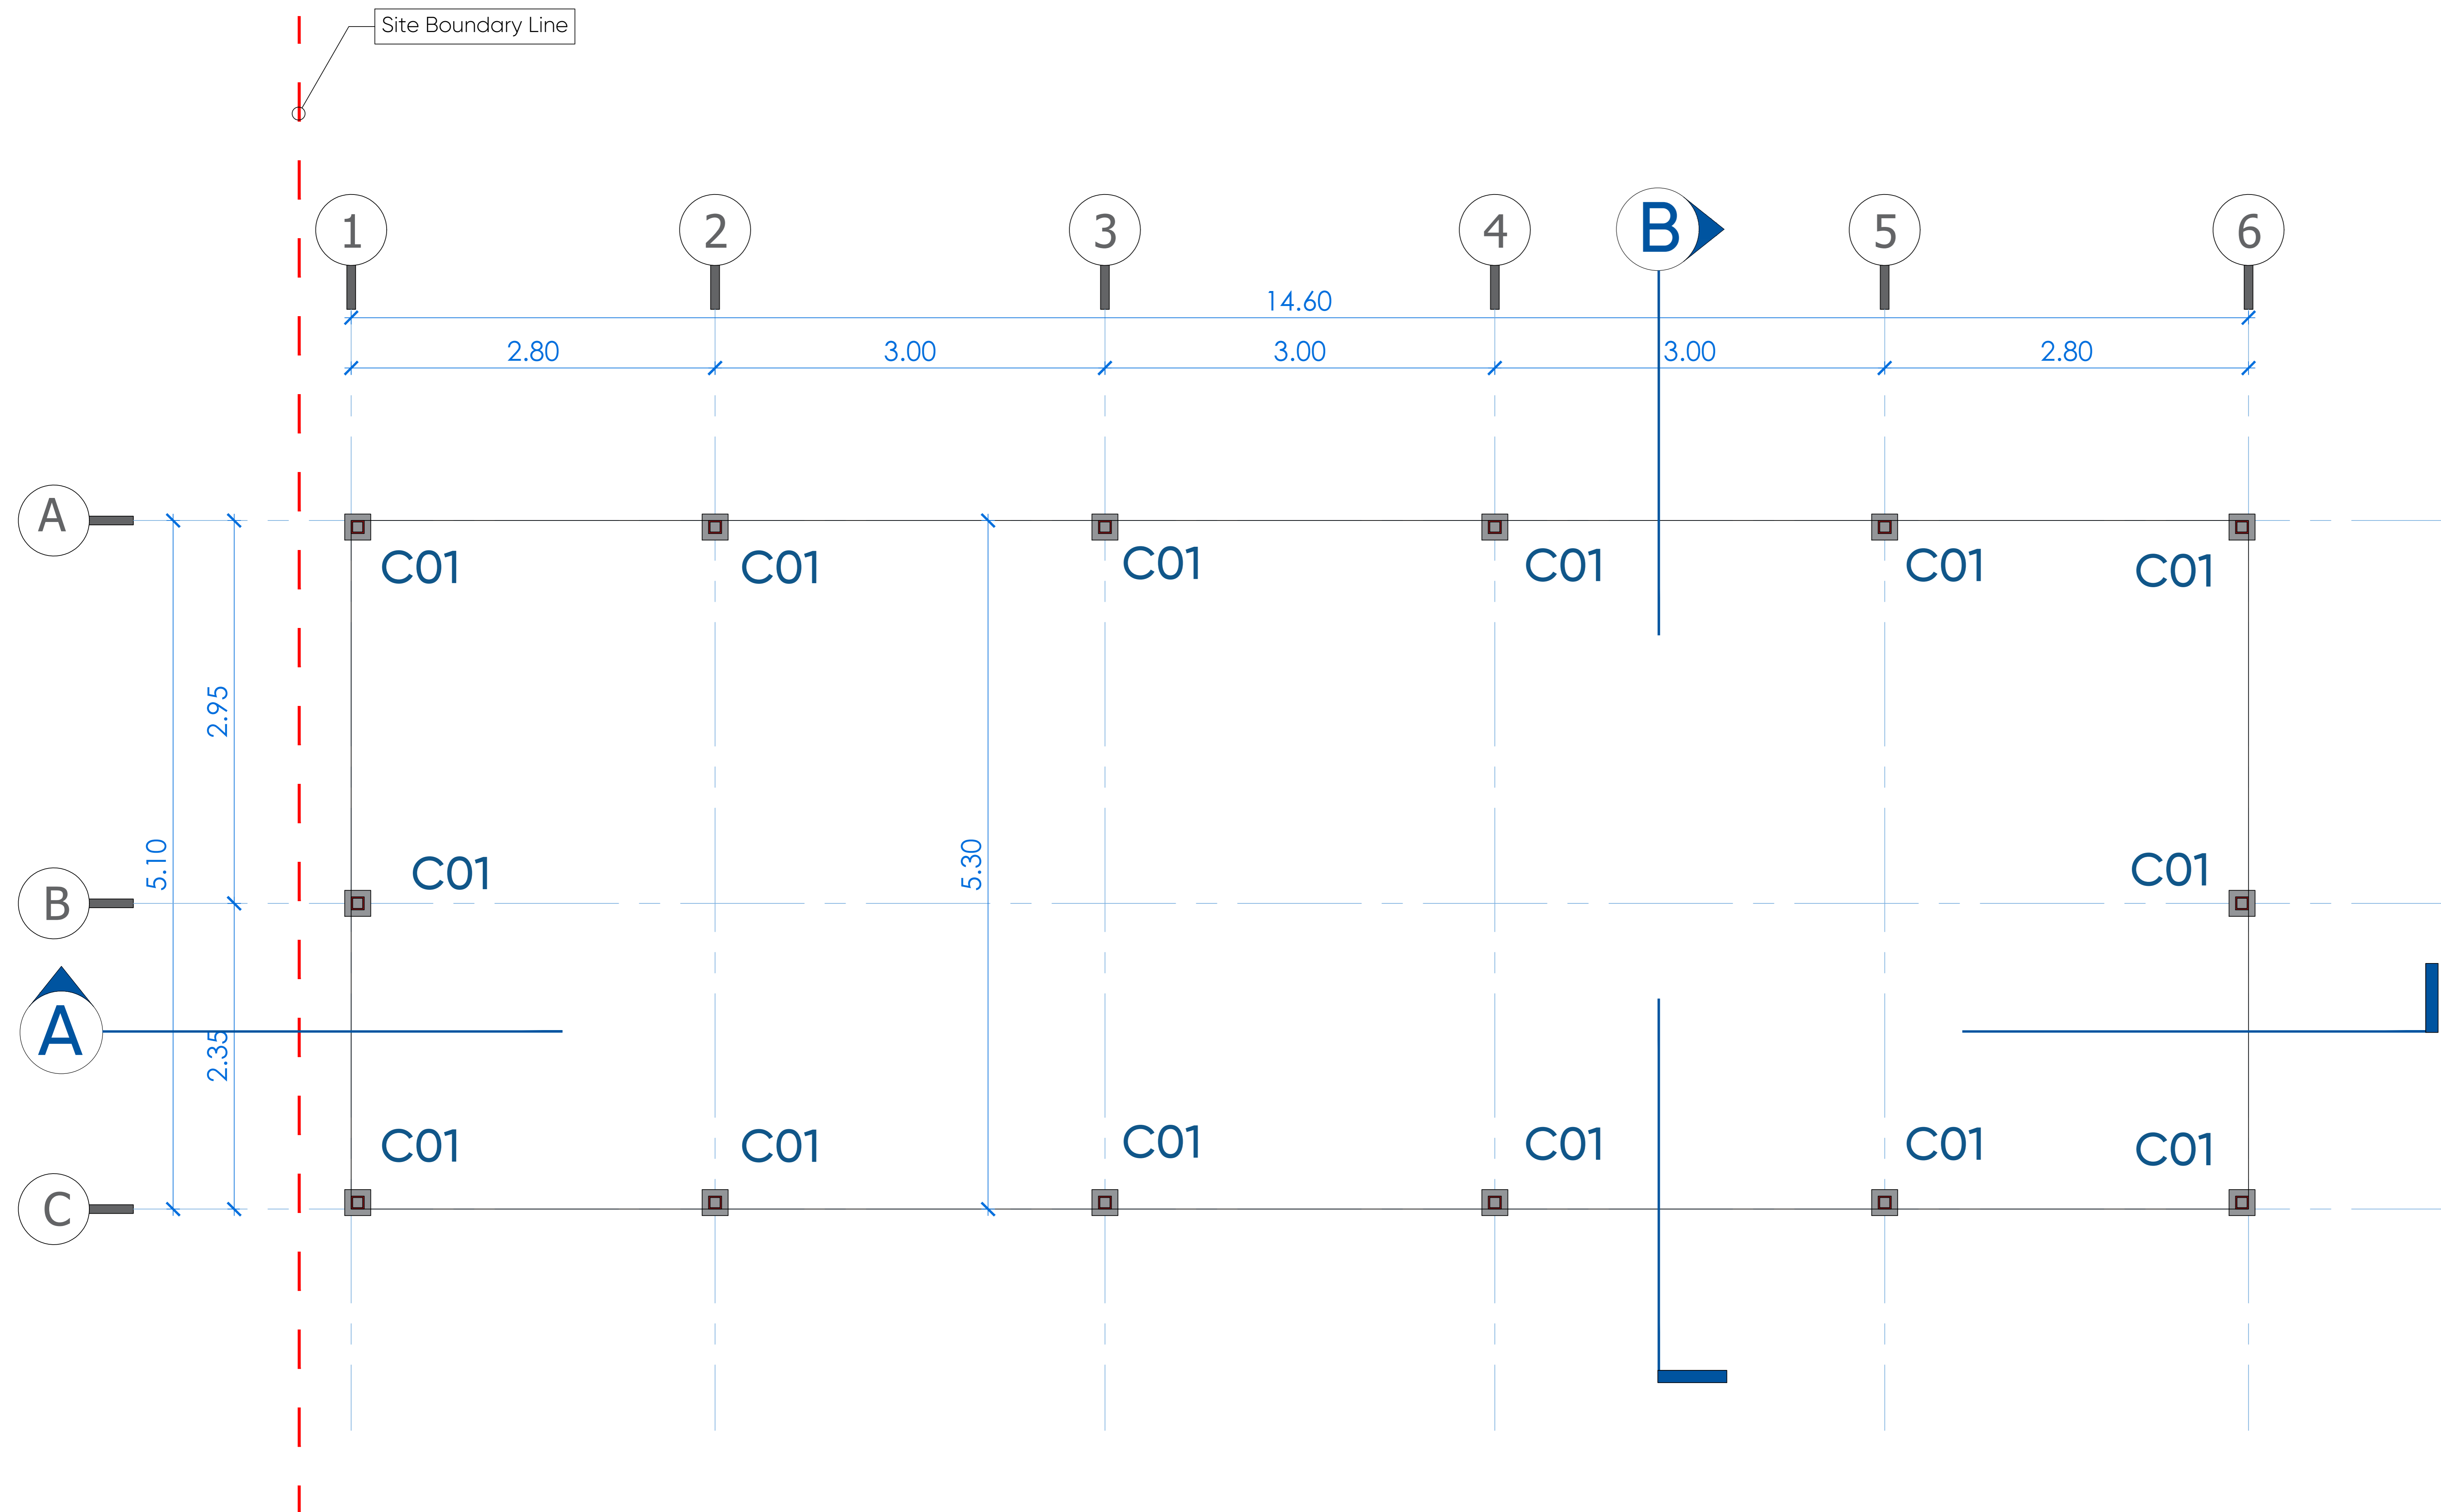 Site Boundary Line
1 2 3 4 B 5 6
14.60
2.80 3.00 3.00 3.00 2.80
A
C01 C01 C01 C01 C01 C01
2.95
5.10
5.30
B
C01 C01
A
2.35
C01 C01 C01 C01 C01 C01
C